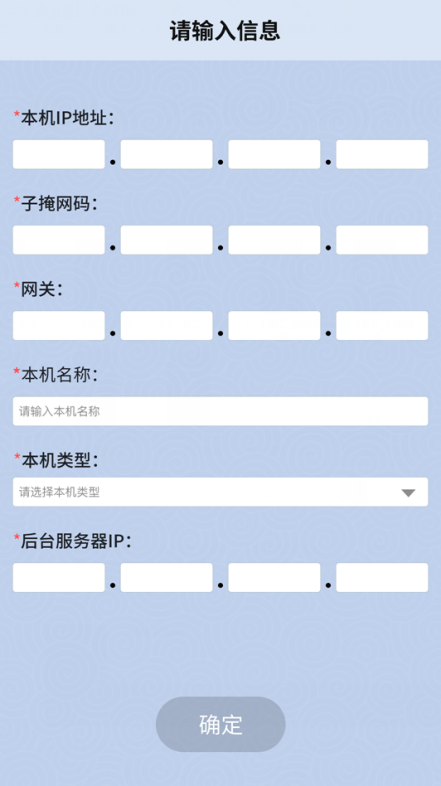 请输入信息
*本机IP地址:
. . .
*子掩网码:
. . .
*网关:
. . .
*本机名称:
请输入本机名称
*本机类型:
请选择本机类型
*后台服务器IP:
. . .
确定